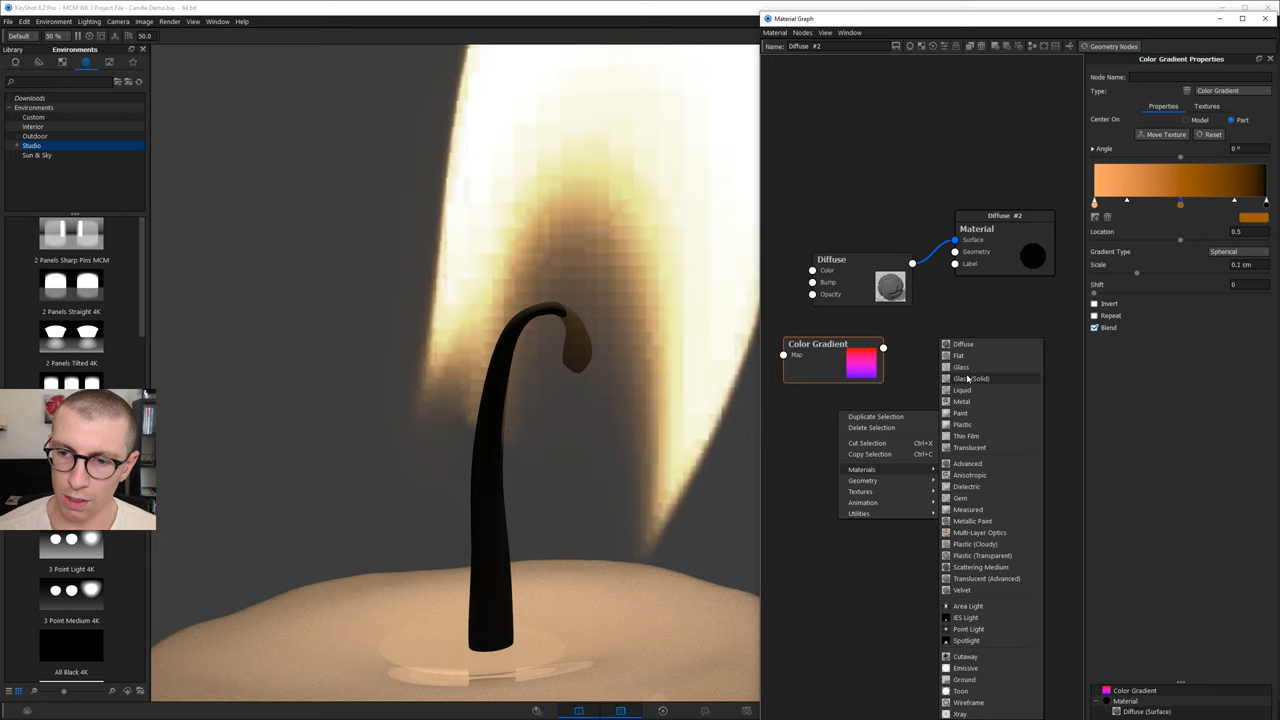 KeyShot 8.2 Pro - MCM WK 3 Project File - Candle Demo.bip - 64 bit
File Edit Environment Lighting Camera Image Render View Window Help
Default 50 % 50.0
Library Environments
Downloads
Environments
Custom
Interior
Outdoor
Studio
Sun & Sky
2 Panels Sharp Pins MCM
2 Panels Straight 4K
2 Panels Tilted 4K
3 Point Light 4K
3 Point Medium 4K
All Black 4K
Material Graph
Material Nodes View Window
Name: Diffuse #2
Geometry Nodes
Diffuse #2
Material
Surface
Geometry
Label
Diffuse
Color
Bump
Opacity
Color Gradient
Map
Duplicate Selection
Delete Selection
Cut Selection Ctrl+X
Copy Selection Ctrl+C
Materials
Geometry
Textures
Animation
Utilities
Diffuse
Flat
Glass
Glass (Solid)
Liquid
Metal
Paint
Plastic
Thin Film
Translucent
Advanced
Anisotropic
Dielectric
Gem
Measured
Metallic Paint
Multi-Layer Optics
Plastic (Cloudy)
Plastic (Transparent)
Scattering Medium
Translucent (Advanced)
Velvet
Area Light
IES Light
Point Light
Spotlight
Cutaway
Emissive
Ground
Toon
Wireframe
Xray
Color Gradient Properties
Node Name:
Type: Color Gradient
Properties Textures
Center On Model Part
Move Texture Reset
Angle 0 °
Location 0.5
Gradient Type Spherical
Scale 0.1 cm
Shift 0
Invert
Repeat
Blend
Color Gradient
Material
Diffuse (Surface)